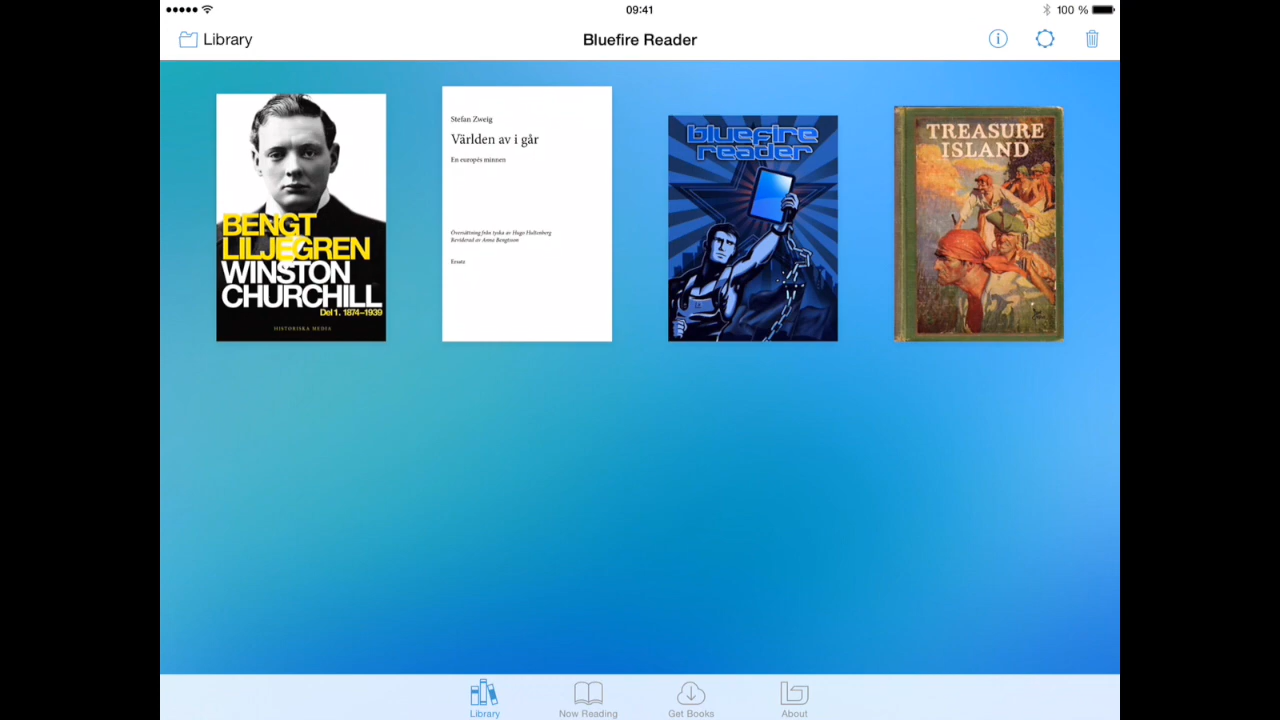 09:41
100 %
Library
Bluefire Reader
BENGT
LILJEGREN
WINSTON
CHURCHILL
Del 1. 1874–1939
HISTORISKA MEDIA
Stefan Zweig
Världen av i går
En europés minnen
Översättning från tyska av Hugo Hultenberg
Reviderad av Anna Bengtsson
Ersatz
bluefire
reader
TREASURE
ISLAND
Library
Now Reading
Get Books
About